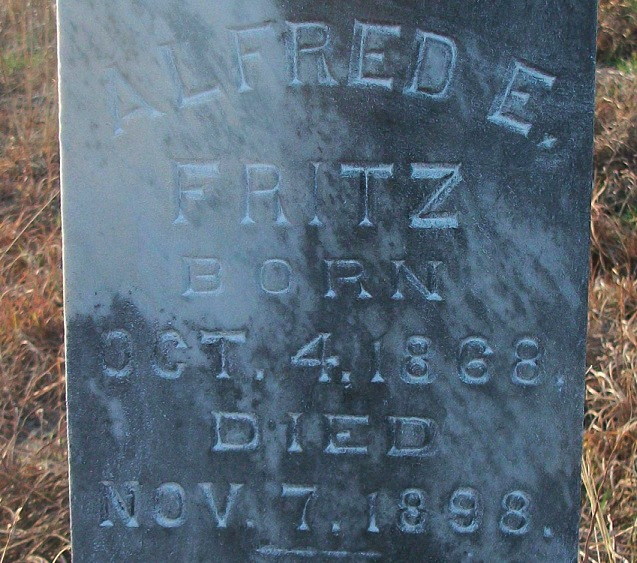 ALFRED E.
FRITZ
BORN
OCT. 4, 1868.
DIED
NOV. 7, 1898.